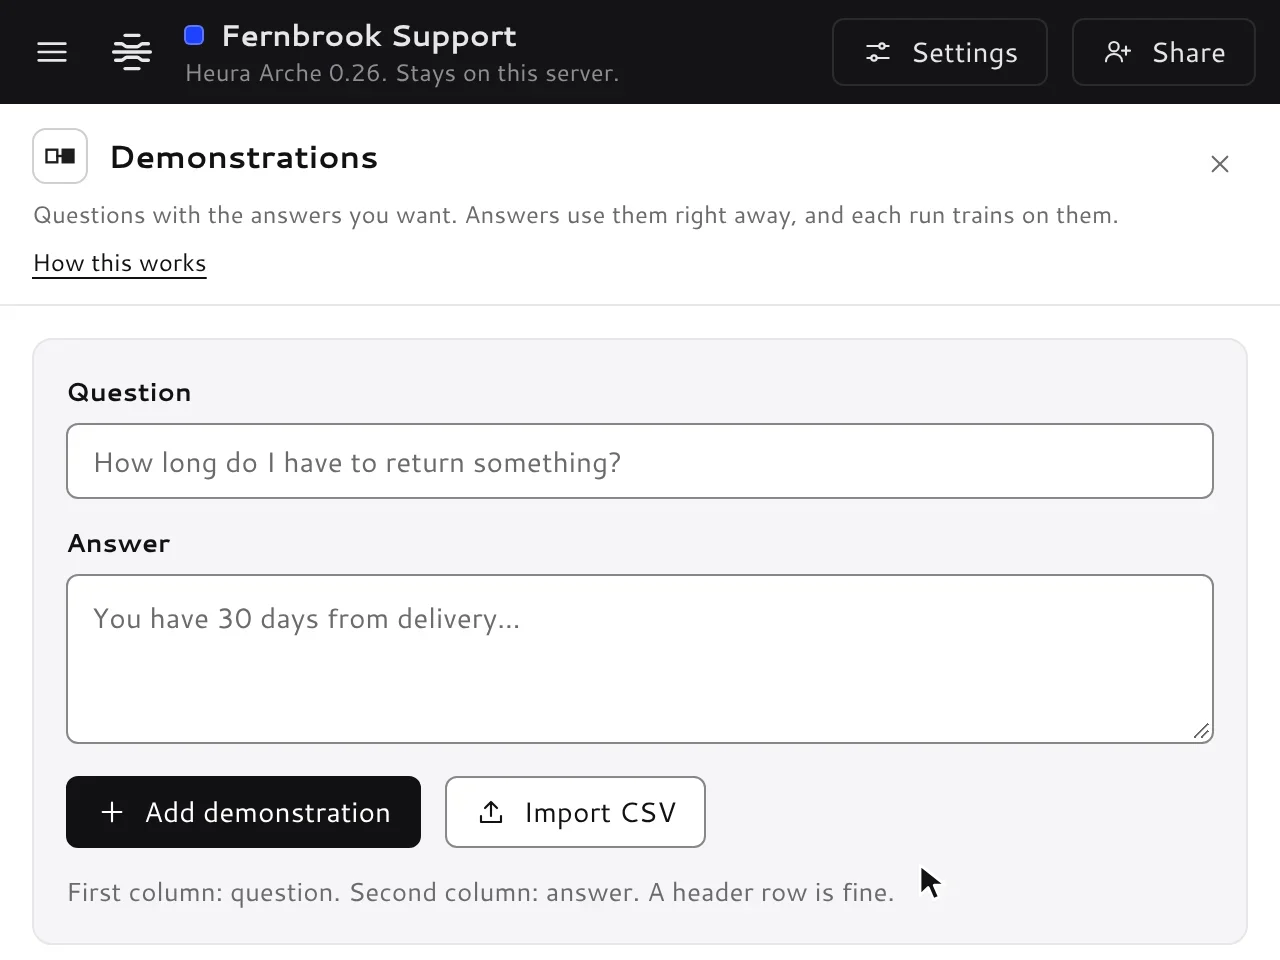 Fernbrook Support
Heura Arche 0.26. Stays on this server.
Settings
Share
Demonstrations
Questions with the answers you want. Answers use them right away, and each run trains on them.
How this works
Question
How long do I have to return something?
Answer
You have 30 days from delivery...
Add demonstration
Import CSV
First column: question. Second column: answer. A header row is fine.